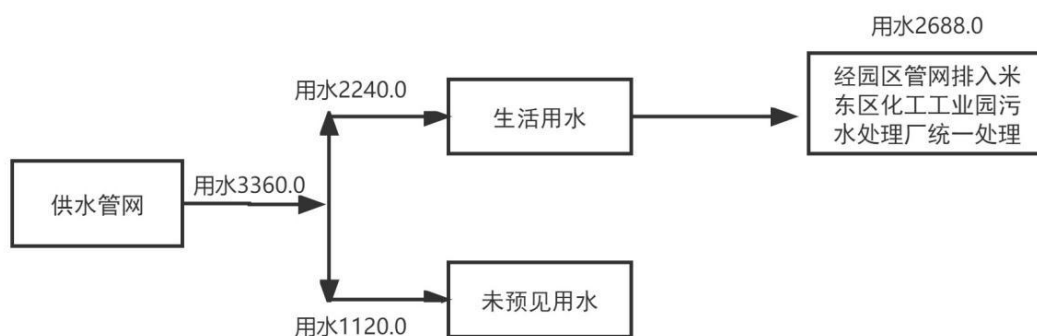 用水2688.0
用水2240.0
生活用水
经园区管网排入米
东区化工工业园污
水处理厂统一处理
供水管网
用水3360.0
未预见用水
用水1120.0